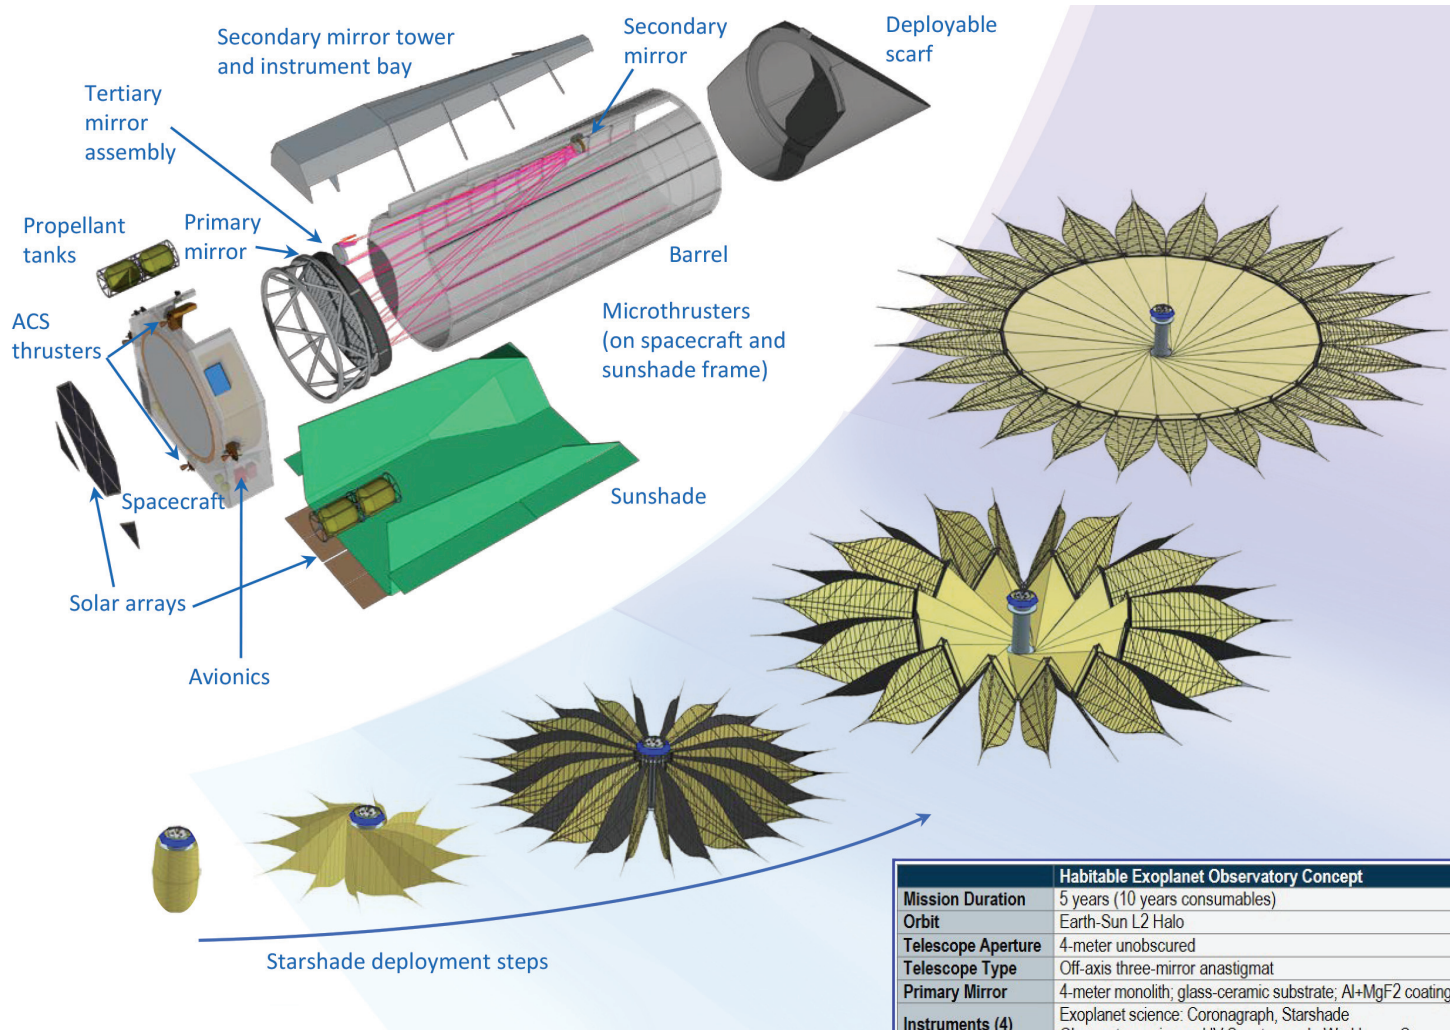 Secondary mirror tower
and instrument bay
Secondary
mirror
Deployable
scarf
Tertiary
mirror
assembly
Propellant
tanks
Primary
mirror
Barrel
ACS
thrusters
Microthrusters
(on spacecraft and
sunshade frame)
Spacecraft
Sunshade
Solar arrays
Avionics
Starshade deployment steps
Habitable Exoplanet Observatory Concept
Mission Duration 5 years (10 years consumables)
Orbit Earth-Sun L2 Halo
Telescope Aperture 4-meter unobscured
Telescope Type Off-axis three-mirror anastigmat
Primary Mirror 4-meter monolith; glass-ceramic substrate; Al+MgF2 coating
Instruments (4) Exoplanet science: Coronagraph, Starshade